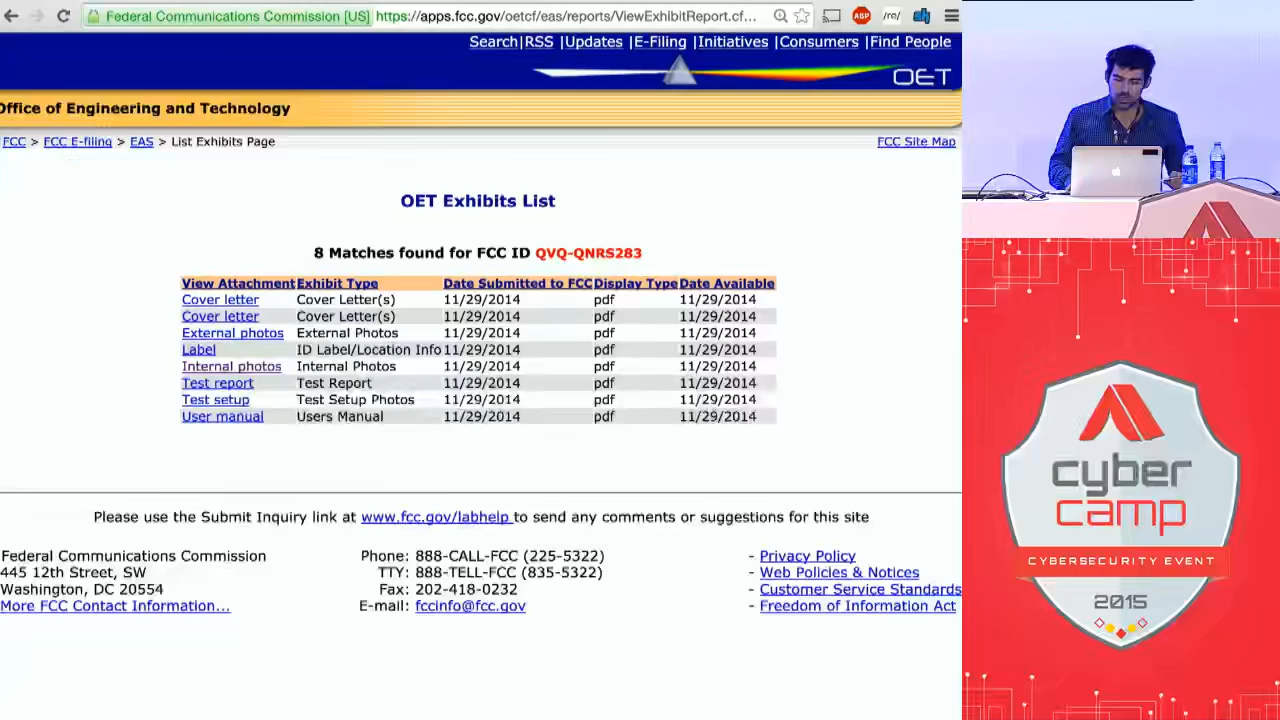 Federal Communications Commission [US] https://apps.fcc.gov/oetcf/eas/reports/ViewExhibitReport.cf...
ABP /ro/
Search|RSS |Updates |E-Filing |Initiatives |Consumers |Find People
OET
Office of Engineering and Technology
FCC > FCC E-filing > EAS > List Exhibits Page FCC Site Map
OET Exhibits List
8 Matches found for FCC ID QVQ-QNRS283
View Attachment Exhibit Type Date Submitted to FCC Display Type Date Available
Cover letter Cover Letter(s) 11/29/2014 pdf 11/29/2014
Cover letter Cover Letter(s) 11/29/2014 pdf 11/29/2014
External photos External Photos 11/29/2014 pdf 11/29/2014
Label ID Label/Location Info 11/29/2014 pdf 11/29/2014
Internal photos Internal Photos 11/29/2014 pdf 11/29/2014
Test report Test Report 11/29/2014 pdf 11/29/2014
Test setup Test Setup Photos 11/29/2014 pdf 11/29/2014
User manual Users Manual 11/29/2014 pdf 11/29/2014
Please use the Submit Inquiry link at www.fcc.gov/labhelp to send any comments or suggestions for this site
Federal Communications Commission Phone: 888-CALL-FCC (225-5322) - Privacy Policy
445 12th Street, SW TTY: 888-TELL-FCC (835-5322) - Web Policies & Notices
Washington, DC 20554 Fax: 202-418-0232 - Customer Service Standards
More FCC Contact Information... E-mail: fccinfo@fcc.gov - Freedom of Information Act
cyber
camp
CYBERSECURITY EVENT
2015